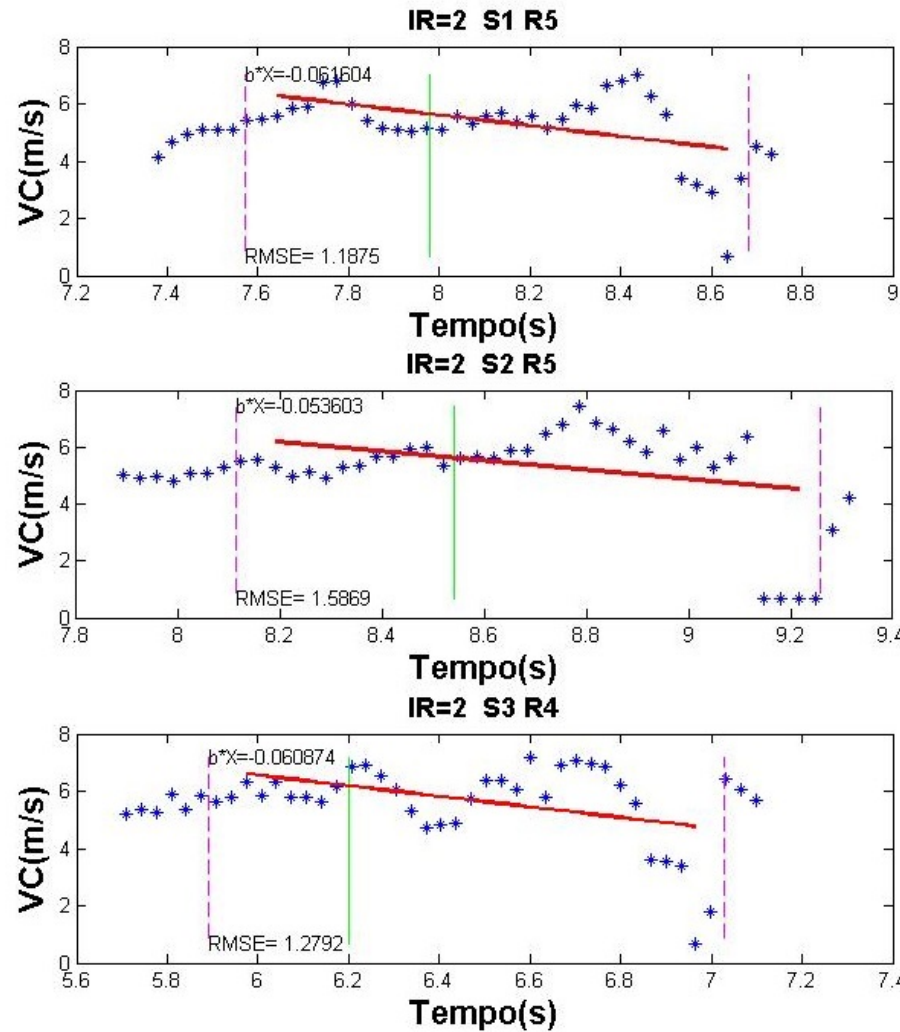 IR=2 S1 R5
8
b*X=-0.061604
6
4
2
RMSE= 1.1875
0
7.2 7.4 7.6 7.8 8 8.2 8.4 8.6 8.8 9
VC(m/s)
Tempo(s)
IR=2 S2 R5
8
b*X=-0.053603
6
4
2
RMSE= 1.5869
0
7.8 8 8.2 8.4 8.6 8.8 9 9.2 9.4
VC(m/s)
Tempo(s)
IR=2 S3 R4
8
b*X=-0.060874
6
4
2
RMSE= 1.2792
0
5.6 5.8 6 6.2 6.4 6.6 6.8 7 7.2 7.4
VC(m/s)
Tempo(s)